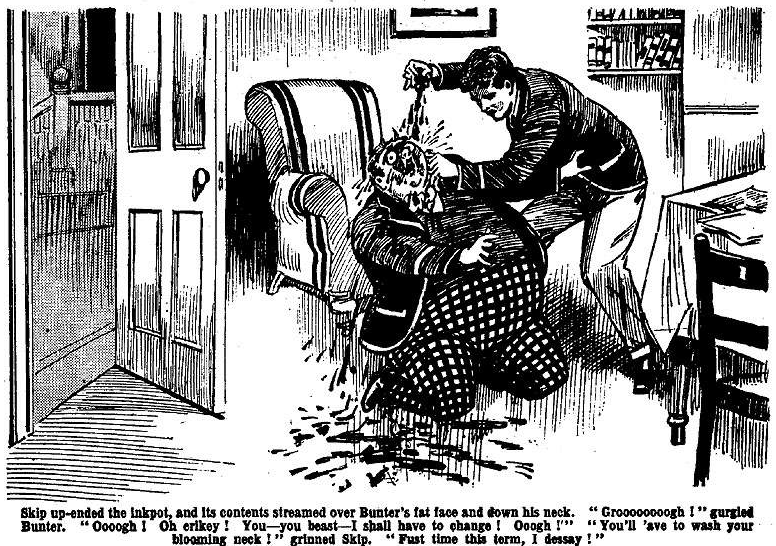 Skip up-ended the inkpot, and its contents streamed over Bunter's fat face and down his neck. "Grooooooooogh!" gurgled
Bunter. "Oooogh! Oh crikey! You—you beast—I shall have to change! Ooogh!" "You'll 'ave to wash your
blooming neck!" grinned Skip. "Fust time this term, I dessay!"